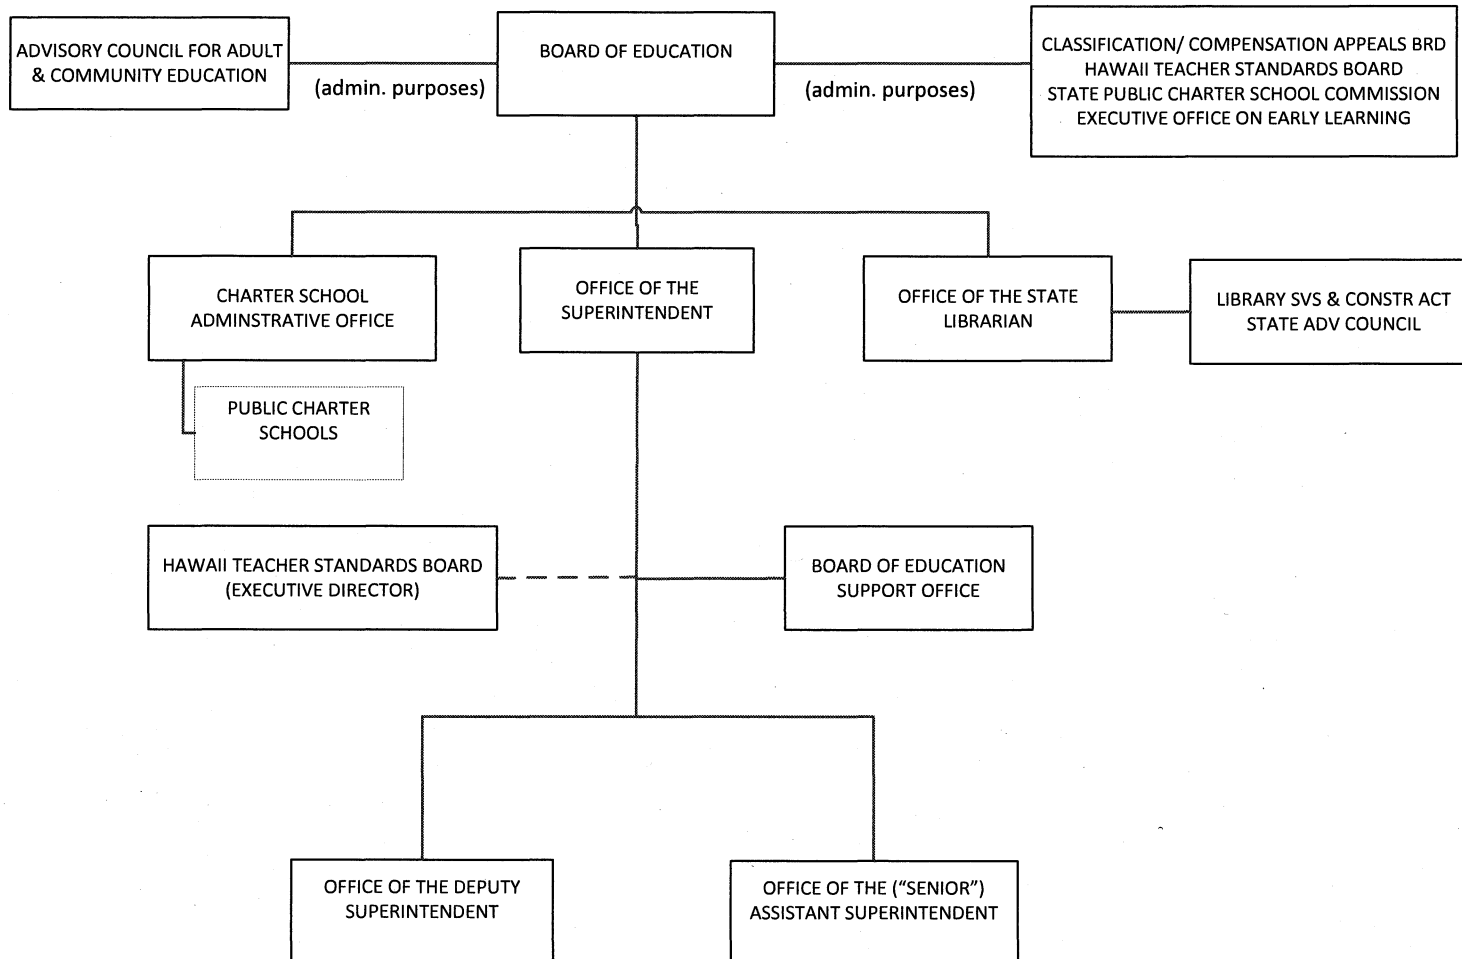 ADVISORY COUNCIL FOR ADULT
& COMMUNITY EDUCATION
(admin. purposes)
BOARD OF EDUCATION
(admin. purposes)
CLASSIFICATION/ COMPENSATION APPEALS BRD
HAWAII TEACHER STANDARDS BOARD
STATE PUBLIC CHARTER SCHOOL COMMISSION
EXECUTIVE OFFICE ON EARLY LEARNING
CHARTER SCHOOL
ADMINSTRATIVE OFFICE
OFFICE OF THE
SUPERINTENDENT
OFFICE OF THE STATE
LIBRARIAN
LIBRARY SVS & CONSTR ACT
STATE ADV COUNCIL
PUBLIC CHARTER
SCHOOLS
HAWAII TEACHER STANDARDS BOARD
(EXECUTIVE DIRECTOR)
BOARD OF EDUCATION
SUPPORT OFFICE
OFFICE OF THE DEPUTY
SUPERINTENDENT
OFFICE OF THE (“SENIOR”)
ASSISTANT SUPERINTENDENT